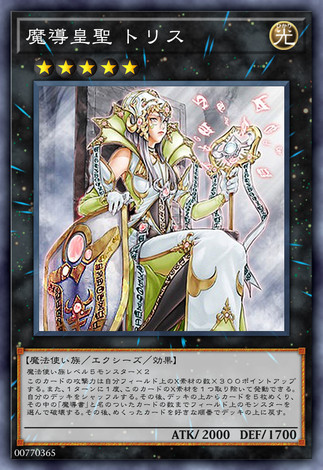 魔導皇聖 トリス
光
【魔法使い族／エクシーズ／効果】
魔法使い族レベル５モンスター×２
このカードの攻撃力は自分フィールド上のX素材の数×３００ポイントアップ
する。また、１ターンに１度、このカードのX素材を１つ取り除いて発動できる。
自分のデッキをシャッフルする。その後、デッキの上からカードを５枚めくり、
その中の「魔導書」と名のついたカードの数までフィールド上のモンスターを
選んで破壊する。その後、めくったカードを好きな順番でデッキの上に戻す。
ATK/ 2000 DEF/1700
00770365